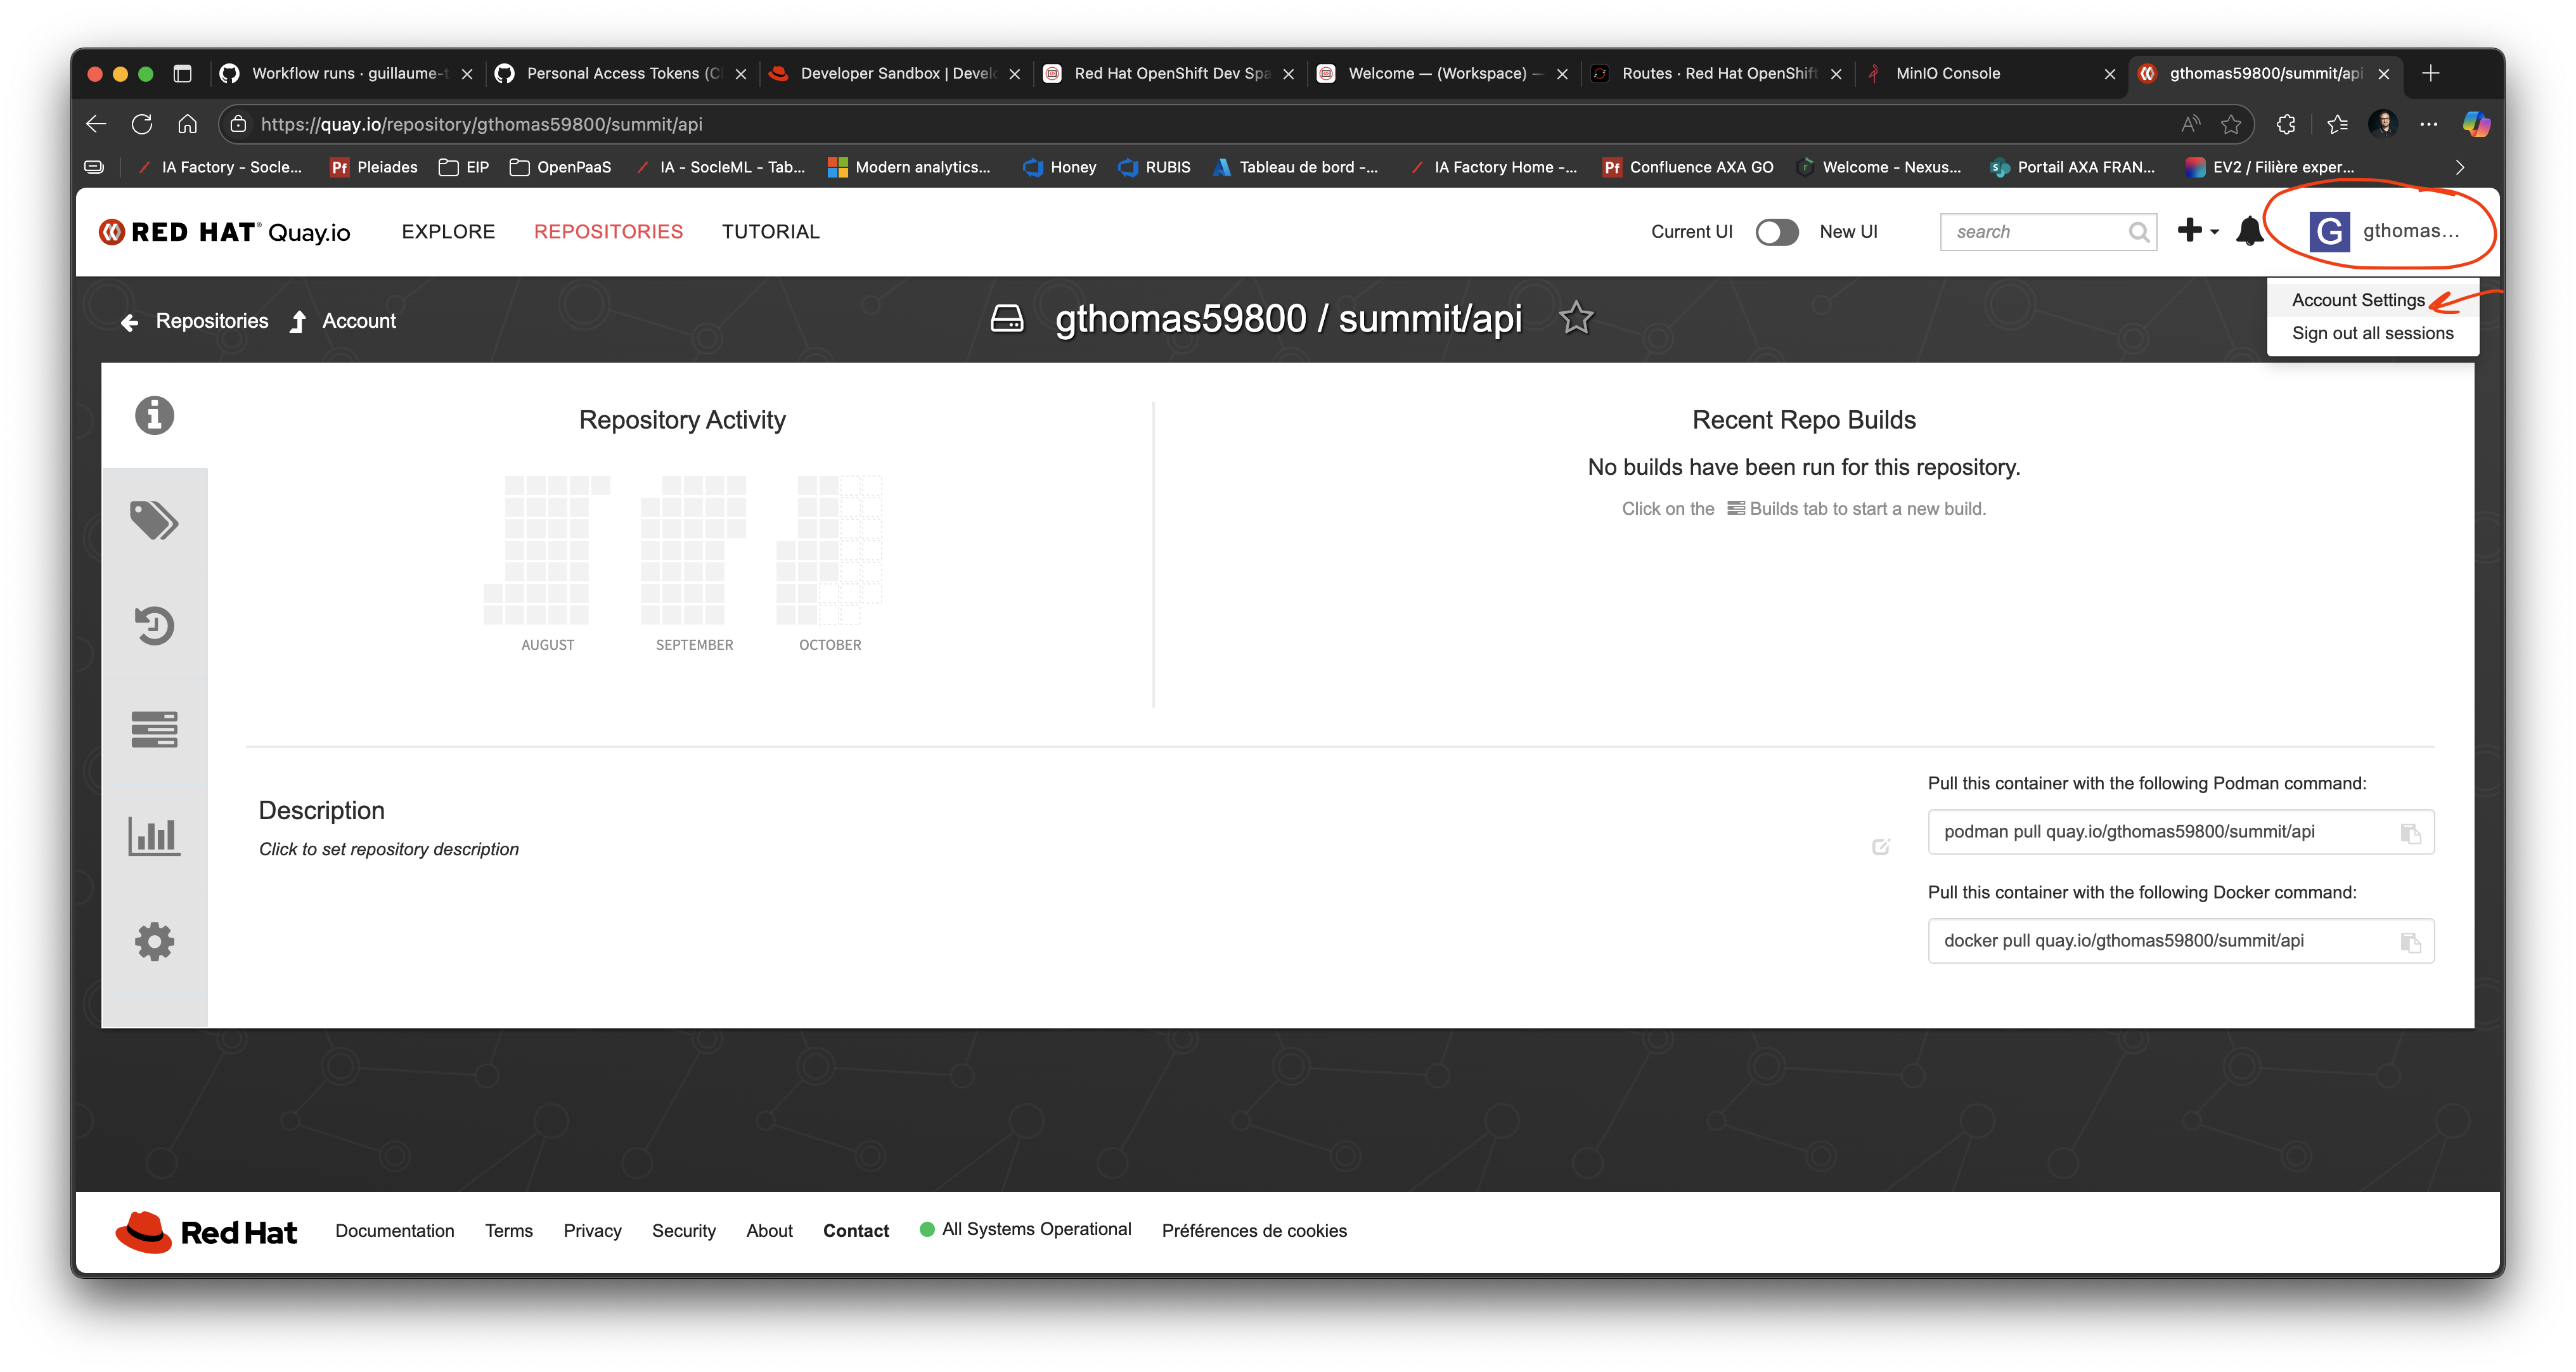 Workflow runs · guillaume-t
Personal Access Tokens (Cl
Developer Sandbox | Develo
Red Hat OpenShift Dev Spa
Welcome — (Workspace) —
Routes · Red Hat OpenShift
MinIO Console
gthomas59800/summit/api
https://quay.io/repository/gthomas59800/summit/api
IA Factory - Socle...
Pf Pleiades
EIP
OpenPaaS
IA - SocleML - Tab...
Modern analytics...
Honey
RUBIS
Tableau de bord -...
IA Factory Home -...
Pf Confluence AXA GO
Welcome - Nexus...
Portail AXA FRAN...
EV2 / Filière exper...
RED HAT® Quay.io
EXPLORE
REPOSITORIES
TUTORIAL
Current UI
New UI
search
G gthomas...
Account Settings
Sign out all sessions
Repositories
Account
gthomas59800 / summit/api
Repository Activity
AUGUST
SEPTEMBER
OCTOBER
Recent Repo Builds
No builds have been run for this repository.
Click on the Builds tab to start a new build.
Description
Click to set repository description
Pull this container with the following Podman command:
podman pull quay.io/gthomas59800/summit/api
Pull this container with the following Docker command:
docker pull quay.io/gthomas59800/summit/api
Red Hat
Documentation
Terms
Privacy
Security
About
Contact
All Systems Operational
Préférences de cookies